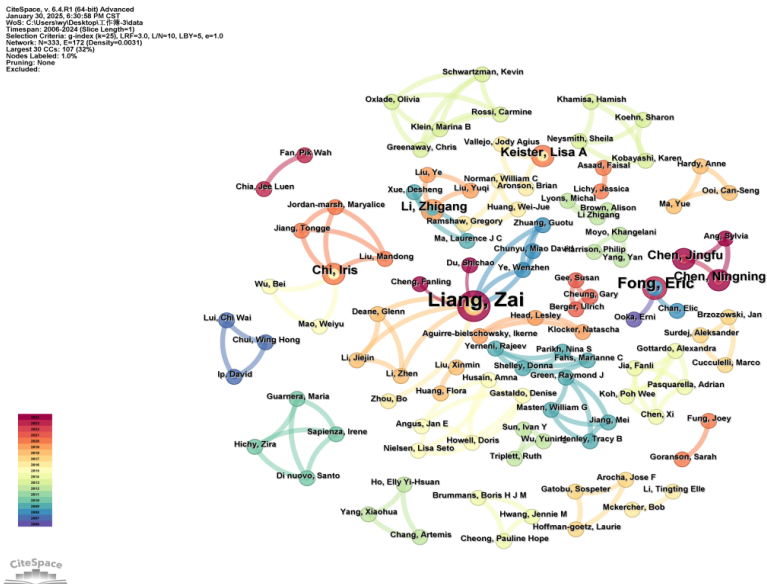 CiteSpace, v. 6.4.R1 (64-bit) Advanced
January 30, 2025, 6:30:58 PM CST
WoS: C:\Users\wy\Desktop\工作簿-3\data
Timespan: 2006-2024 (Slice Length=1)
Selection Criteria: g-index (k=25), LRF=3.0, L/N=10, LBY=5, e=1.0
Network: N=333, E=172 (Density=0.0031)
Largest 30 CCs: 107 (32%)
Nodes Labeled: 1.0%
Pruning: None
Excluded:
Schwartzman, Kevin
Oxlade, Olivia
Khamisa, Hamish
Rossi, Carmine
Koehn, Sharon
Klein, Marina B
Vallejo, Jody Agius
Neysmith, Sheila
Greenaway, Chris
Fan, Pik Wah
Keister, Lisa A
Kobayashi, Karen
Asaad, Faisal
Hardy, Anne
Liu, Ye
Norman, William C
Chia, Jee Luen
Xue, Desheng
Liu, Yuqi
Aronson, Brian
Lichy, Jessica
Ooi, Can-Seng
Lyons, Michal
Jordan-marsh, Maryalice
Li, Zhigang
Huang, Wei-Jue
Brown, Alison
Ma, Yue
Li Zhigang
Ramshaw, Gregory
Zhuang, Guotu
Jiang, Tongge
Moyo, Khangelani
Ma, Laurence J C
Ang, Sylvia
Chunyu, Miao David
Harrison, Philip
Liu, Mandong
Yang, Yan
Chen, Jingfu
Du, Shichao
Ye, Wenzhen
Chi, Iris
Chen, Ningning
Cheng, Fanling
Gee, Susan
Fong, Eric
Wu, Bei
Cheung, Gary
Liang, Zai
Berger, Ulrich
Chan, Elic
Deane, Glenn
Head, Lesley
Ooka, Erni
Brzozowski, Jan
Lui, Chi Wai
Mao, Weiyu
Aguirre-bielschowsky, Ikerne
Klocker, Natascha
Surdej, Aleksander
Chui, Wing Hong
Yerneni, Rajeev
Parikh, Nina S
Gottardo, Alexandra
Li, Jiejin
Fahs, Marianne C
Liu, Xinmin
Shelley, Donna
Jia, Fanli
Cucculelli, Marco
Ip, David
Li, Zhen
Husain, Amna
Green, Raymond J
Pasquarella, Adrian
Huang, Flora
Gastaldo, Denise
Koh, Poh Wee
Guarnera, Maria
Zhou, Bo
Masten, William G
Chen, Xi
Fung, Joey
Angus, Jan E
Sun, Ivan Y
Jiang, Mei
Sapienza, Irene
Hichy, Zira
Howell, Doris
Henley, Tracy B
Nielsen, Lisa Seto
Triplett, Ruth
Goranson, Sarah
Di nuovo, Santo
Arocha, Jose F
Ho, Elly Yi-Hsuan
Gatobu, Sospeter
Li, Tingting Elle
Brummans, Boris H J M
Mckercher, Bob
Yang, Xiaohua
Hwang, Jennie M
Hoffman-goetz, Laurie
Chang, Artemis
Cheong, Pauline Hope
CiteSpace